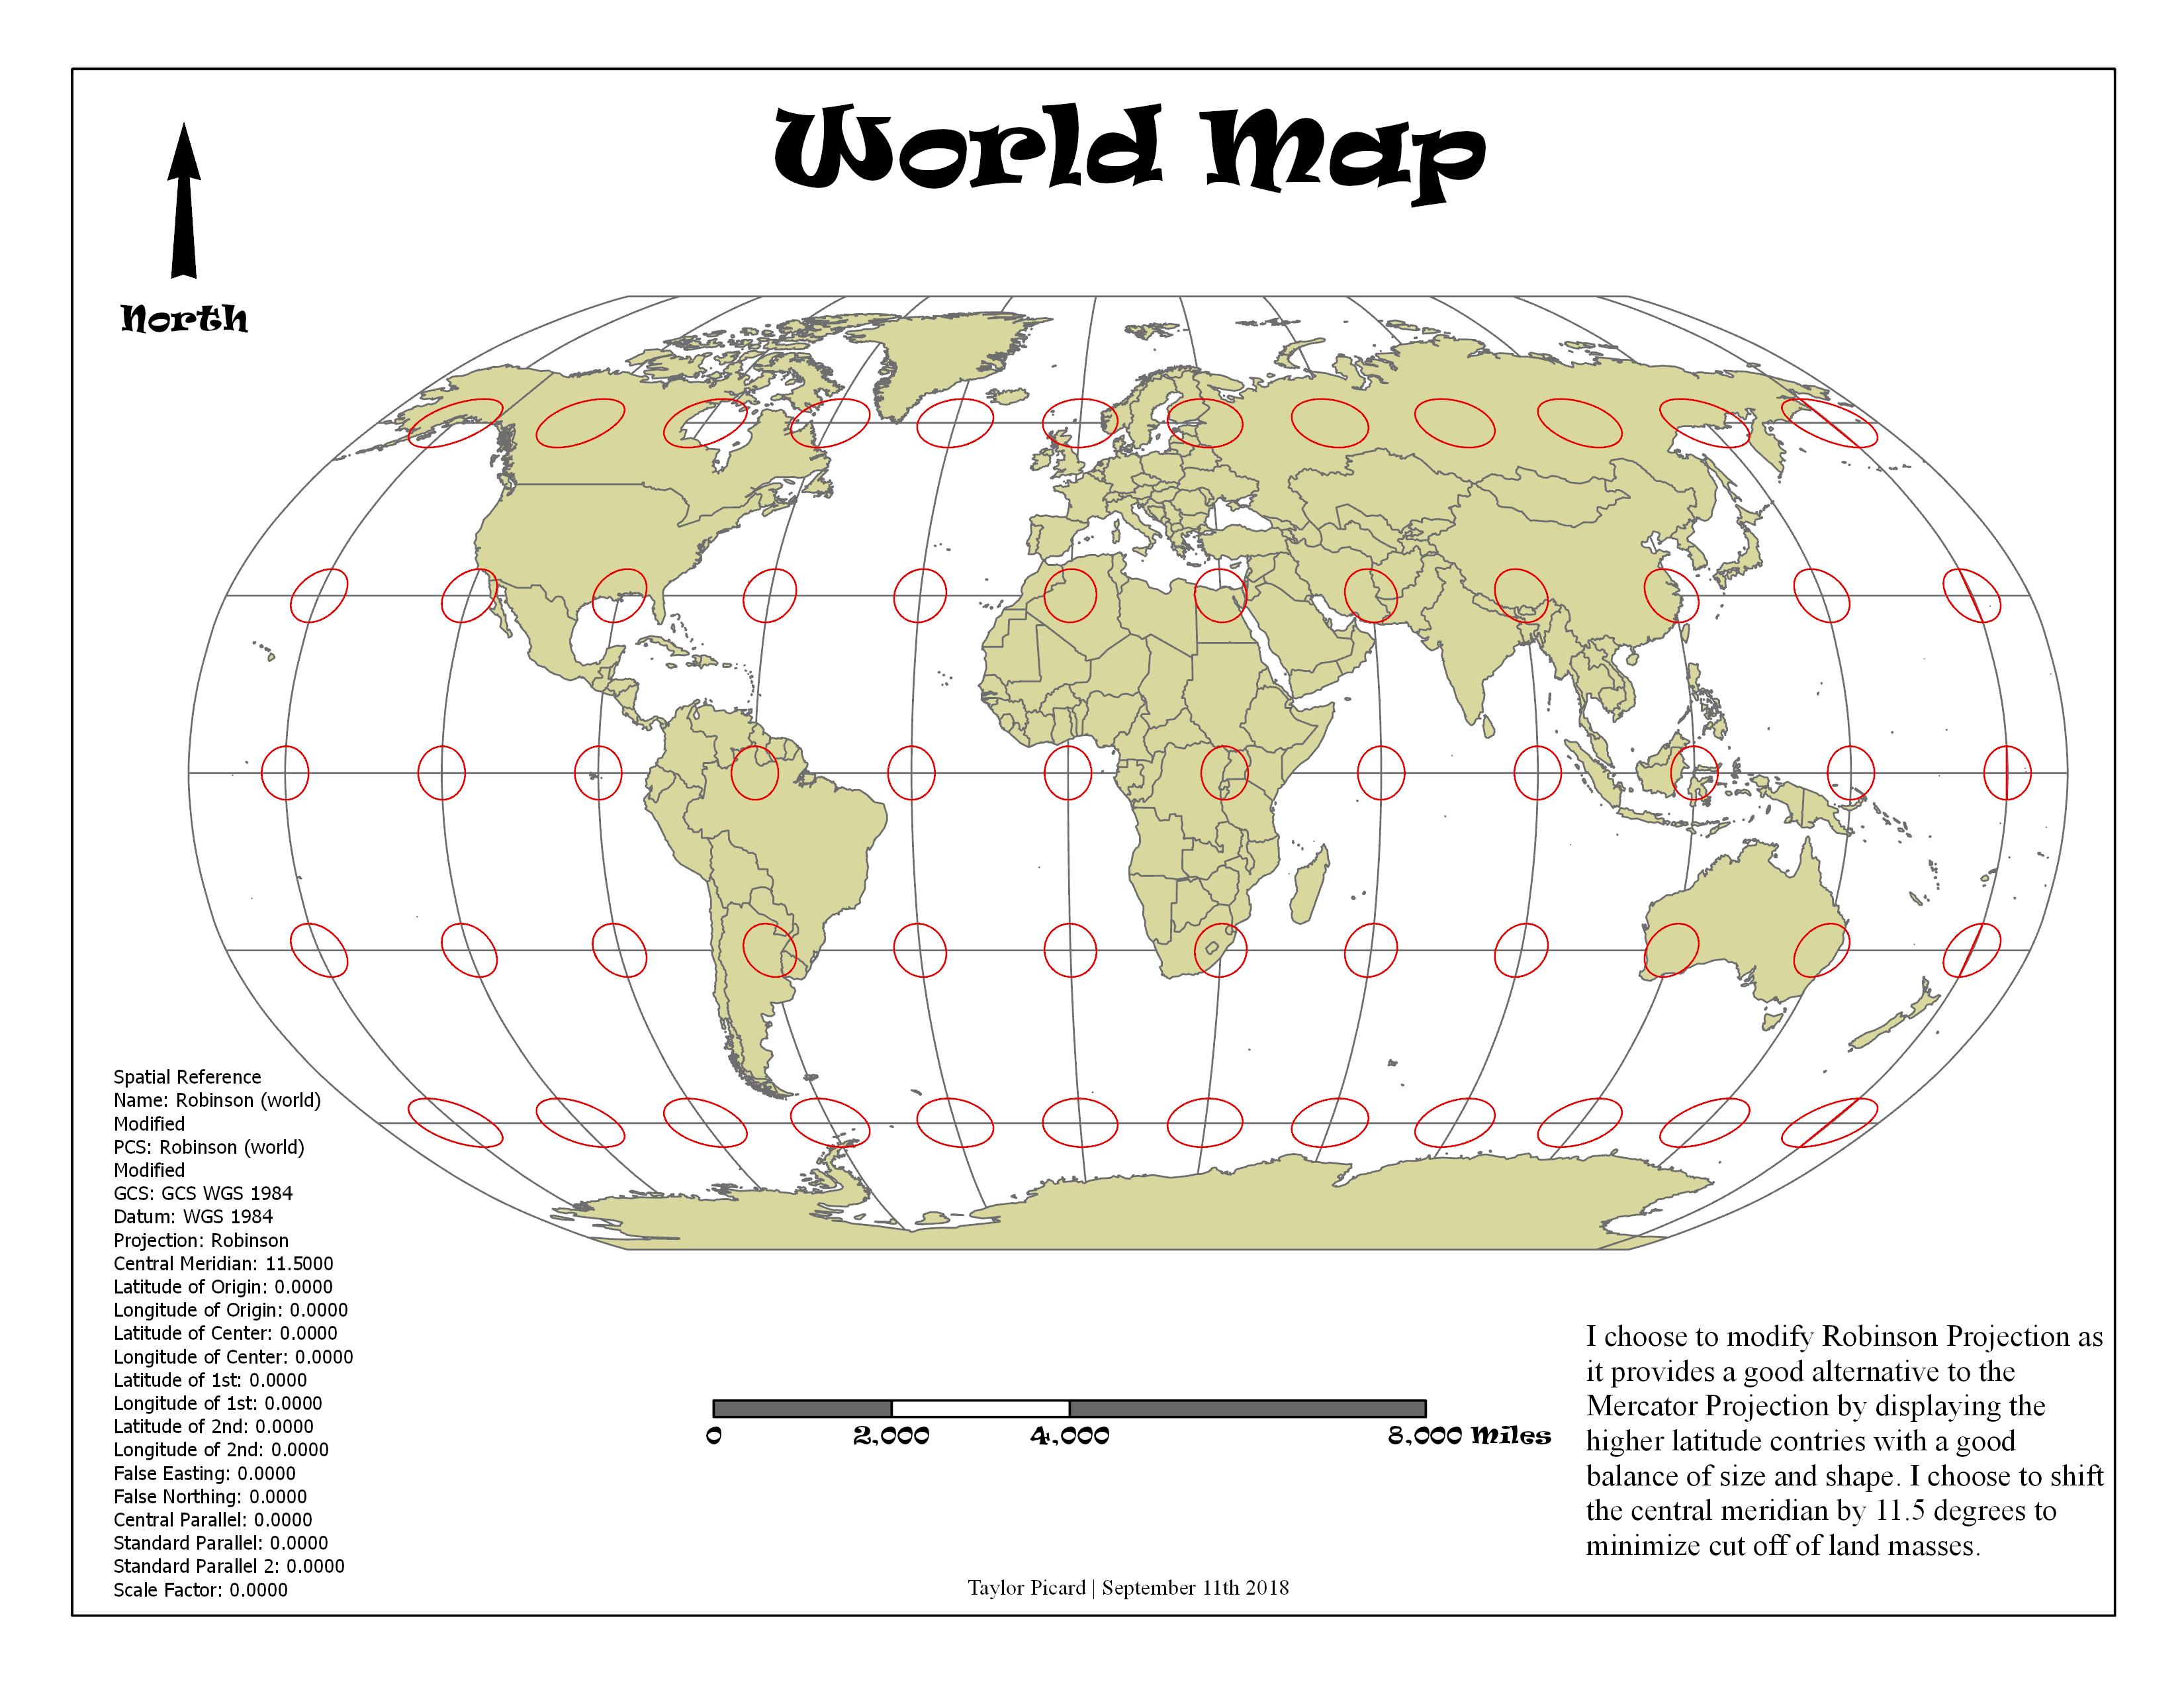 World Map
North
Spatial Reference
Name: Robinson (world)
Modified
PCS: Robinson (world)
Modified
GCS: GCS WGS 1984
Datum: WGS 1984
Projection: Robinson
Central Meridian: 11.5000
Latitude of Origin: 0.0000
Longitude of Origin: 0.0000
Latitude of Center: 0.0000
Longitude of Center: 0.0000
Latitude of 1st: 0.0000
Longitude of 1st: 0.0000
Latitude of 2nd: 0.0000
Longitude of 2nd: 0.0000
False Easting: 0.0000
False Northing: 0.0000
Central Parallel: 0.0000
Standard Parallel: 0.0000
Standard Parallel 2: 0.0000
Scale Factor: 0.0000
0 2,000 4,000 8,000 Miles
I choose to modify Robinson Projection as
it provides a good alternative to the
Mercator Projection by displaying the
higher latitude contries with a good
balance of size and shape. I choose to shift
the central meridian by 11.5 degrees to
minimize cut off of land masses.
Taylor Picard | September 11th 2018